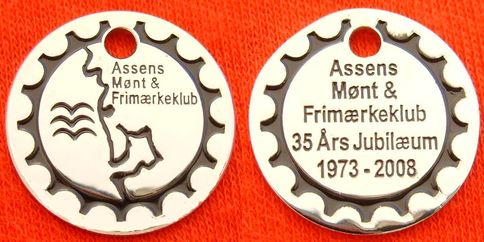 Assens
Mønt &
Frimærkeklub
Assens
Mønt &
Frimærkeklub
35 Års Jubilæum
1973 - 2008